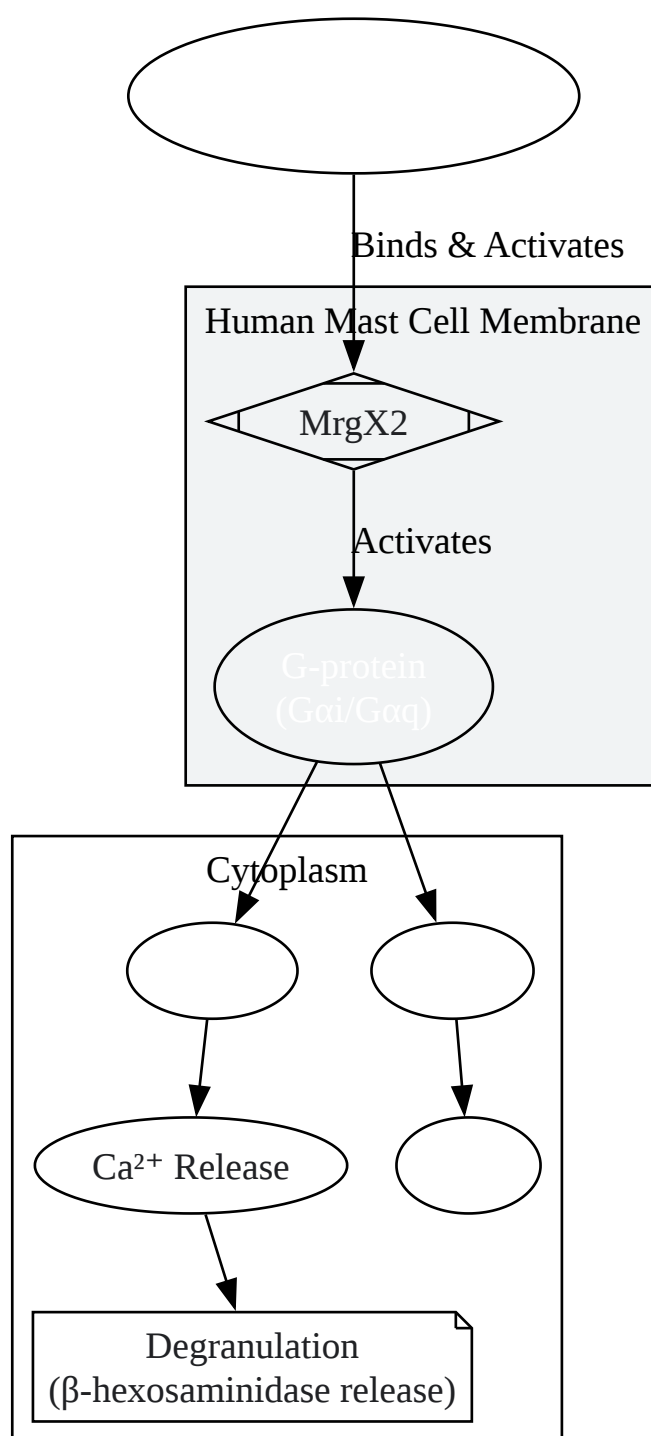 Binds & Activates
Human Mast Cell Membrane
MrgX2
Activates
G-protein
(Gαi/Gαq)
Cytoplasm
Ca²⁺ Release
Degranulation
(β-hexosaminidase release)